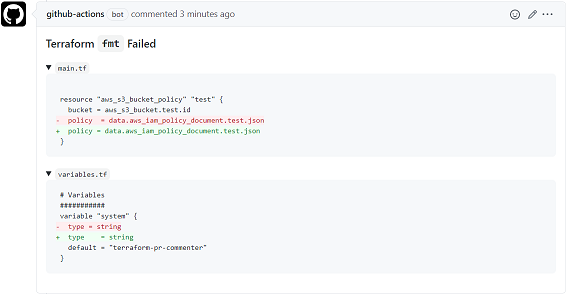 github-actions bot commented 3 minutes ago
Terraform fmt Failed
▼ main.tf
resource "aws_s3_bucket_policy" "test" {
  bucket = aws_s3_bucket.test.id
-  policy  = data.aws_iam_policy_document.test.json
+  policy = data.aws_iam_policy_document.test.json
}
▼ variables.tf
# Variables
###########
variable "system" {
-  type = string
+  type    = string
  default = "terraform-pr-commenter"
}